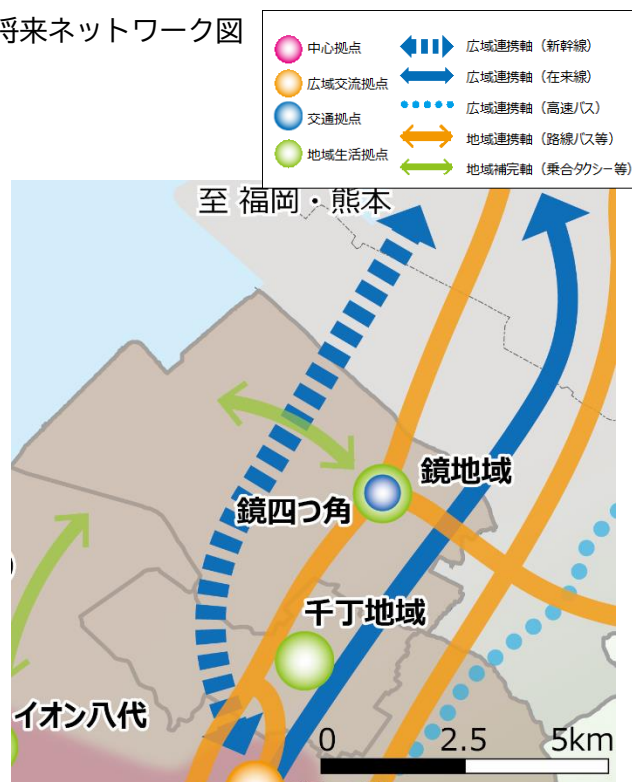 将来ネットワーク図
中心拠点
広域交流拠点
交通拠点
地域生活拠点
広域連携軸（新幹線）
広域連携軸（在来線）
広域連携軸（高速バス）
地域連携軸（路線バス等）
地域補完軸（乗合タクシー等）
至 福岡・熊本
鏡地域
鏡四つ角
千丁地域
イオン八代
0 2.5 5km